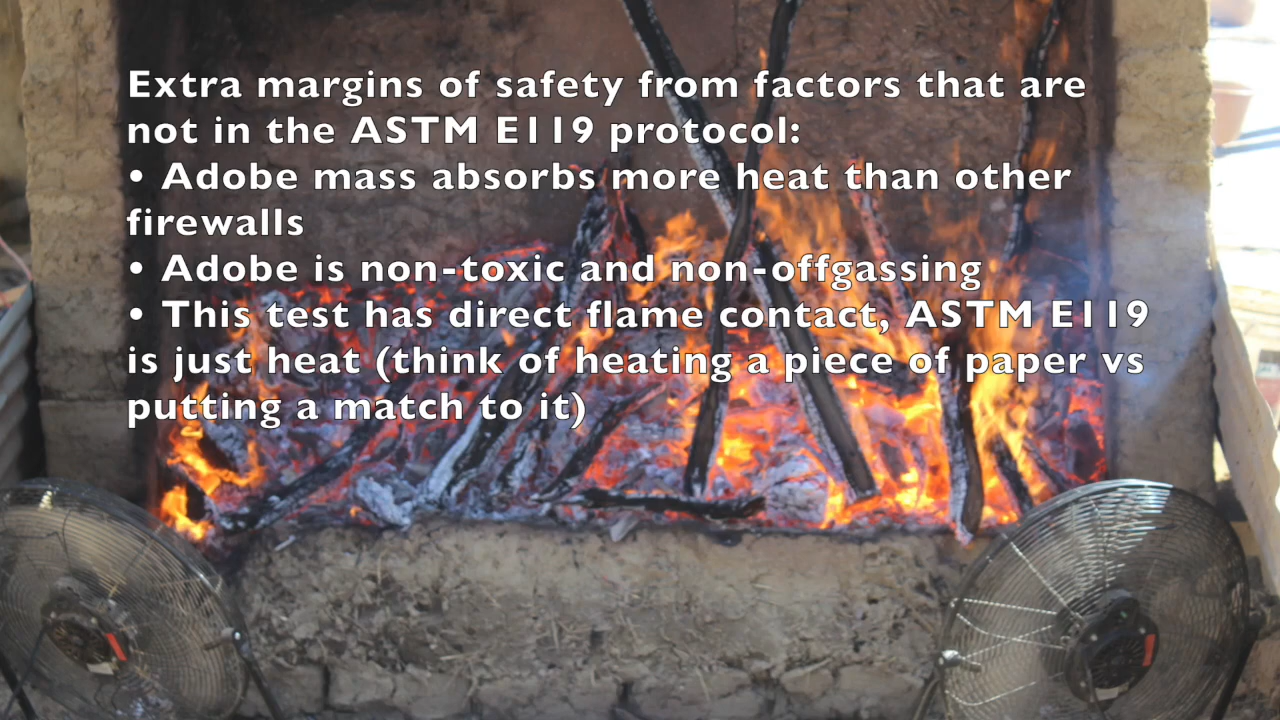 Extra margins of safety from factors that are
not in the ASTM E119 protocol:
• Adobe mass absorbs more heat than other
firewalls
• Adobe is non-toxic and non-offgassing
• This test has direct flame contact, ASTM E119
is just heat (think of heating a piece of paper vs
putting a match to it)